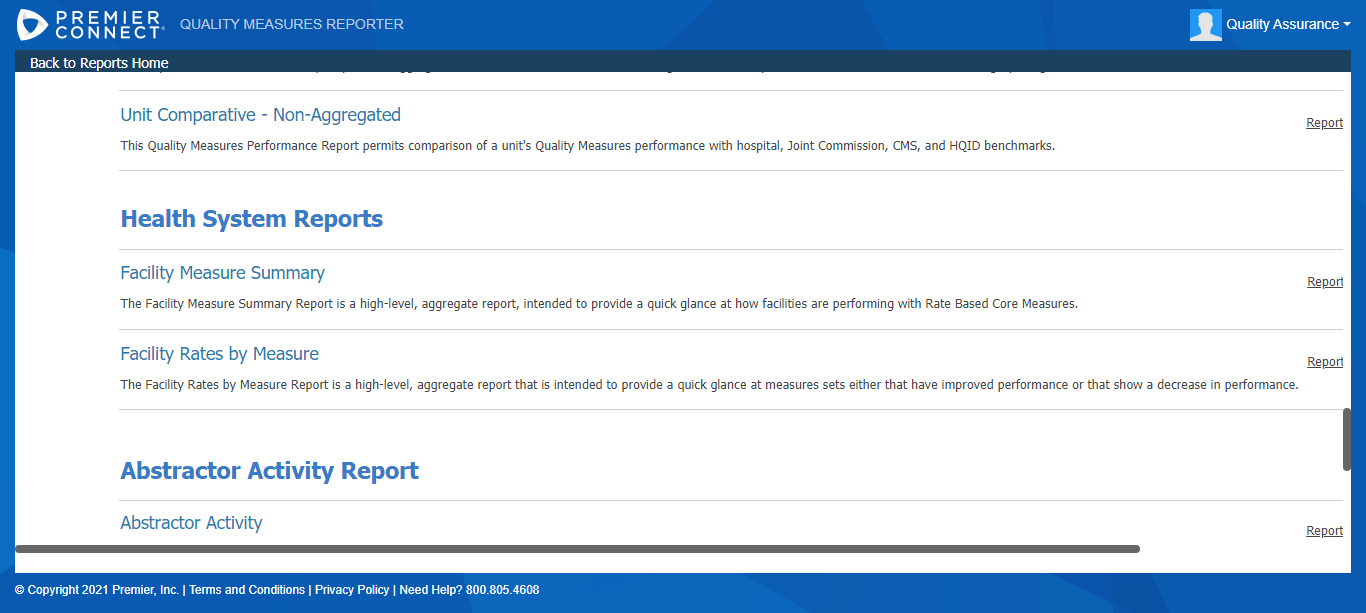 PREMIER
CONNECT
QUALITY MEASURES REPORTER
Quality Assurance
Back to Reports Home
Unit Comparative - Non-Aggregated
Report
This Quality Measures Performance Report permits comparison of a unit's Quality Measures performance with hospital, Joint Commission, CMS, and HQID benchmarks.
Health System Reports
Facility Measure Summary
Report
The Facility Measure Summary Report is a high-level, aggregate report, intended to provide a quick glance at how facilities are performing with Rate Based Core Measures.
Facility Rates by Measure
Report
The Facility Rates by Measure Report is a high-level, aggregate report that is intended to provide a quick glance at measures sets either that have improved performance or that show a decrease in performance.
Abstractor Activity Report
Abstractor Activity
Report
© Copyright 2021 Premier, Inc. | Terms and Conditions | Privacy Policy | Need Help? 800.805.4608